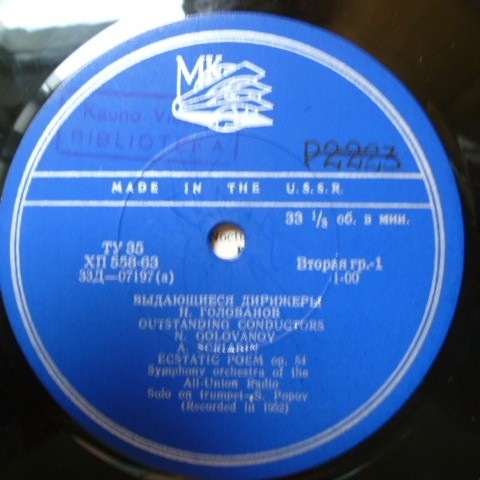 МК
Kauno Vi
BIBLIOTEKA
P2223
MADE IN THE U.S.S.R.
33 1/3 об. в мин.
ТУ 35
ХП 558-63
33Д—07197(а)
Вторая гр.-1
1-00
ВЫДАЮЩИЕСЯ ДИРИЖЕРЫ
Н. ГОЛОВАНОВ
OUTSTANDING CONDUCTORS
N. GOLOVANOV
A. SCRIABIN
ECSTATIC POEM op. 54
Symphony orchestra of the
All-Union Radio
Solo on trumpet—S. Popov
(Recorded in 1952)